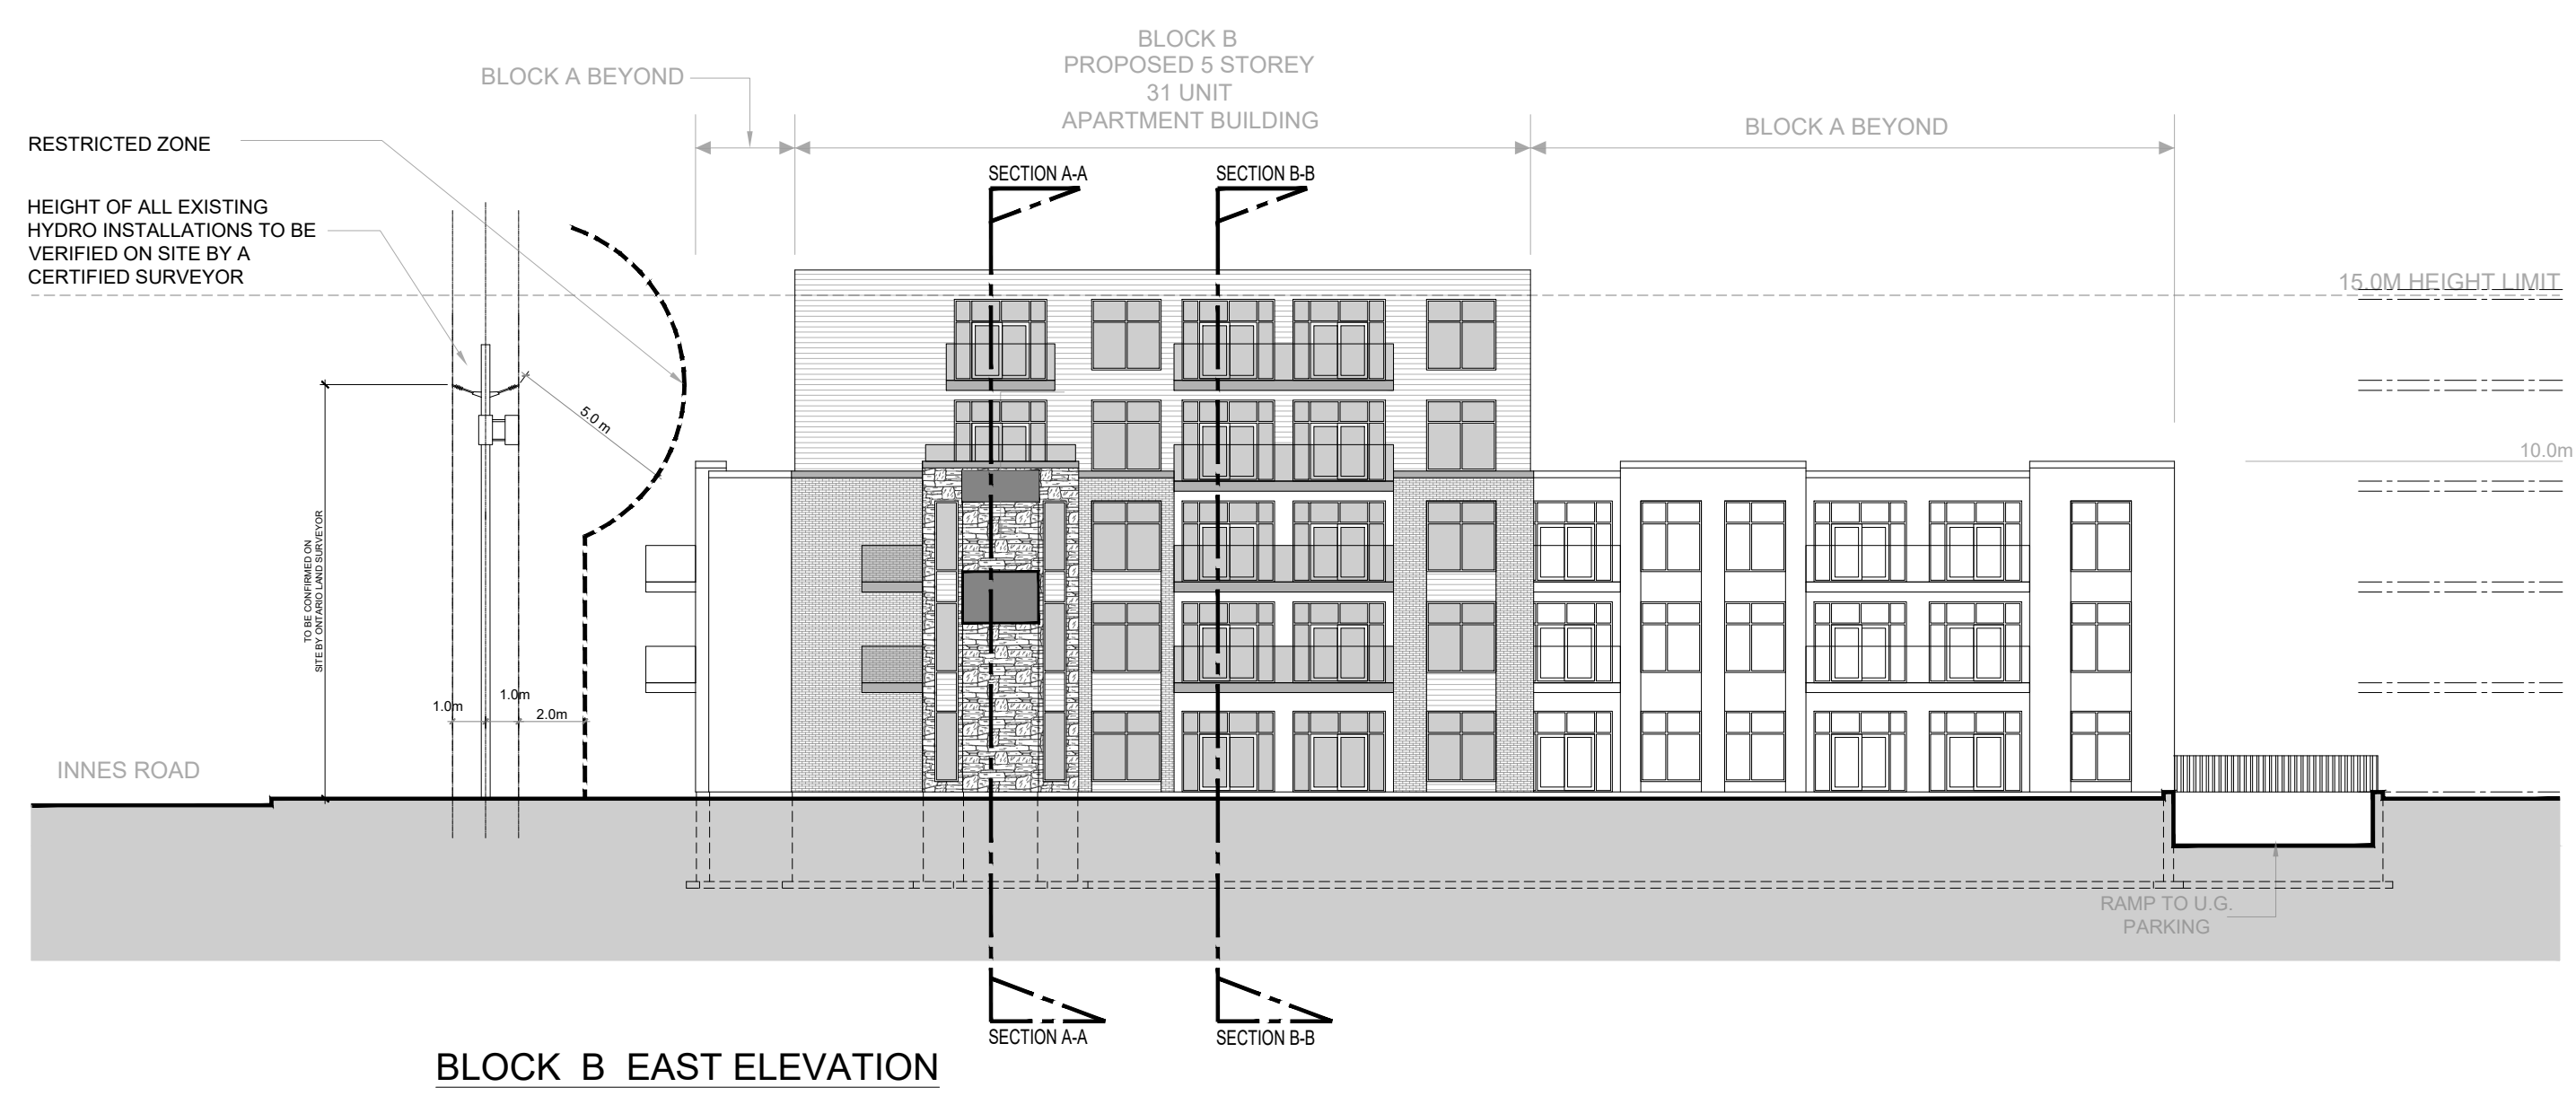 BLOCK B
PROPOSED 5 STOREY
31 UNIT
APARTMENT BUILDING
BLOCK A BEYOND
BLOCK A BEYOND
RESTRICTED ZONE
SECTION A-A
SECTION B-B
HEIGHT OF ALL EXISTING
HYDRO INSTALLATIONS TO BE
VERIFIED ON SITE BY A
CERTIFIED SURVEYOR
15.0M HEIGHT LIMIT
5.0 m
10.0m
TO BE CONFIRMED ON
SITE BY ONTARIO LAND SURVEYOR
1.0m
1.0m
2.0m
INNES ROAD
RAMP TO U.G.
PARKING
SECTION A-A
SECTION B-B
BLOCK B EAST ELEVATION